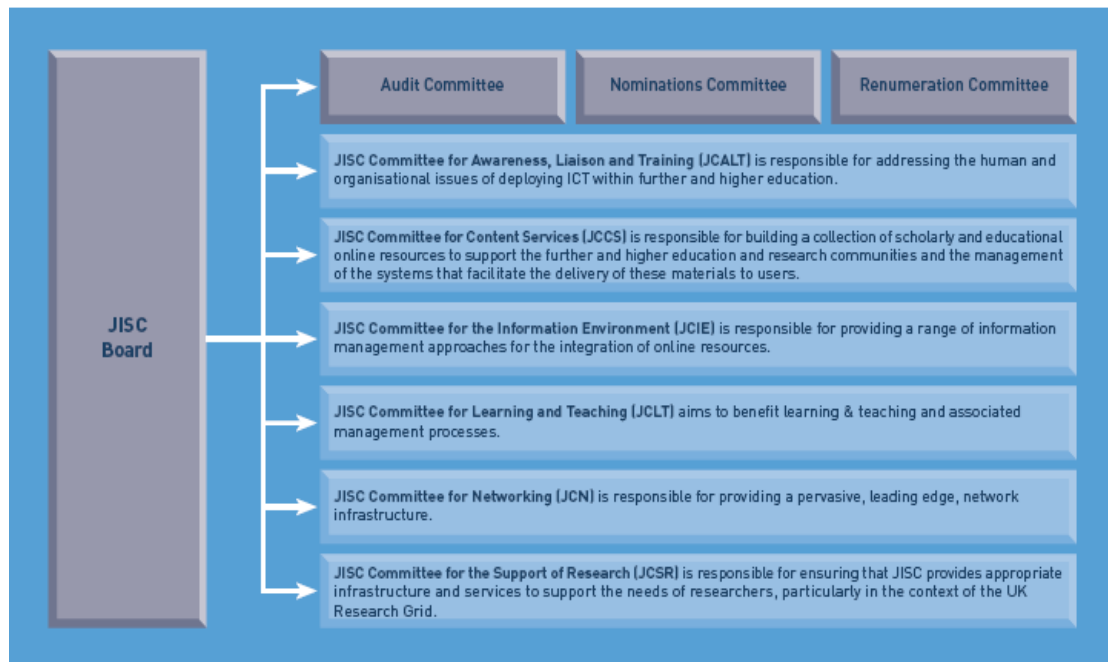 Audit Committee
Nominations Committee
Renumeration Committee
JISC Committee for Awareness, Liaison and Training (JCALT) is responsible for addressing the human and
organisational issues of deploying ICT within further and higher education.
JISC Committee for Content Services (JCCS) is responsible for building a collection of scholarly and educational
online resources to support the further and higher education and research communities and the management
of the systems that facilitate the delivery of these materials to users.
JISC
Board
JISC Committee for the Information Environment (JCIE) is responsible for providing a range of information
management approaches for the integration of online resources.
JISC Committee for Learning and Teaching (JCLT) aims to benefit learning & teaching and associated
management processes.
JISC Committee for Networking (JCN) is responsible for providing a pervasive, leading edge, network
infrastructure.
JISC Committee for the Support of Research (JCSR) is responsible for ensuring that JISC provides appropriate
infrastructure and services to support the needs of researchers, particularly in the context of the UK
Research Grid.